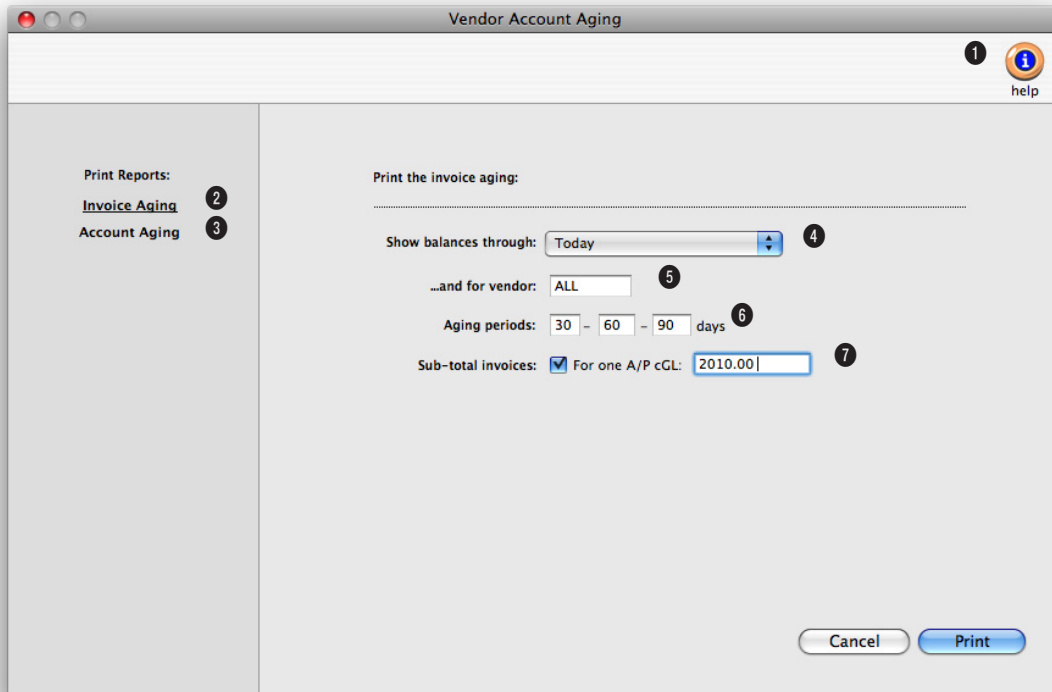 Vendor Account Aging
1
help
Print Reports:
Invoice Aging 2
Account Aging 3
Print the invoice aging:
Show balances through: Today 4
...and for vendor: ALL 5
Aging periods: 30 - 60 - 90 days 6
Sub-total invoices: For one A/P cGL: 2010.00 7
Cancel Print